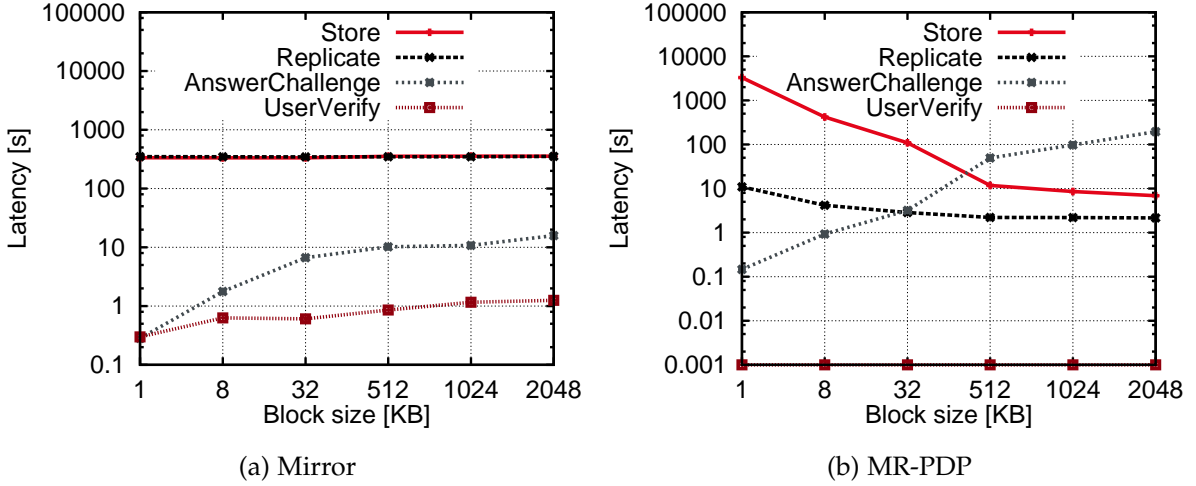 100000
10000
1000
100
10
1
0.1
Latency [s]
Store
Replicate
AnswerChallenge
UserVerify
1 8 32 512 1024 2048
Block size [KB]
(a) Mirror
100000
10000
1000
100
10
1
0.1
0.01
0.001
Latency [s]
Store
Replicate
AnswerChallenge
UserVerify
1 8 32 512 1024 2048
Block size [KB]
(b) MR-PDP